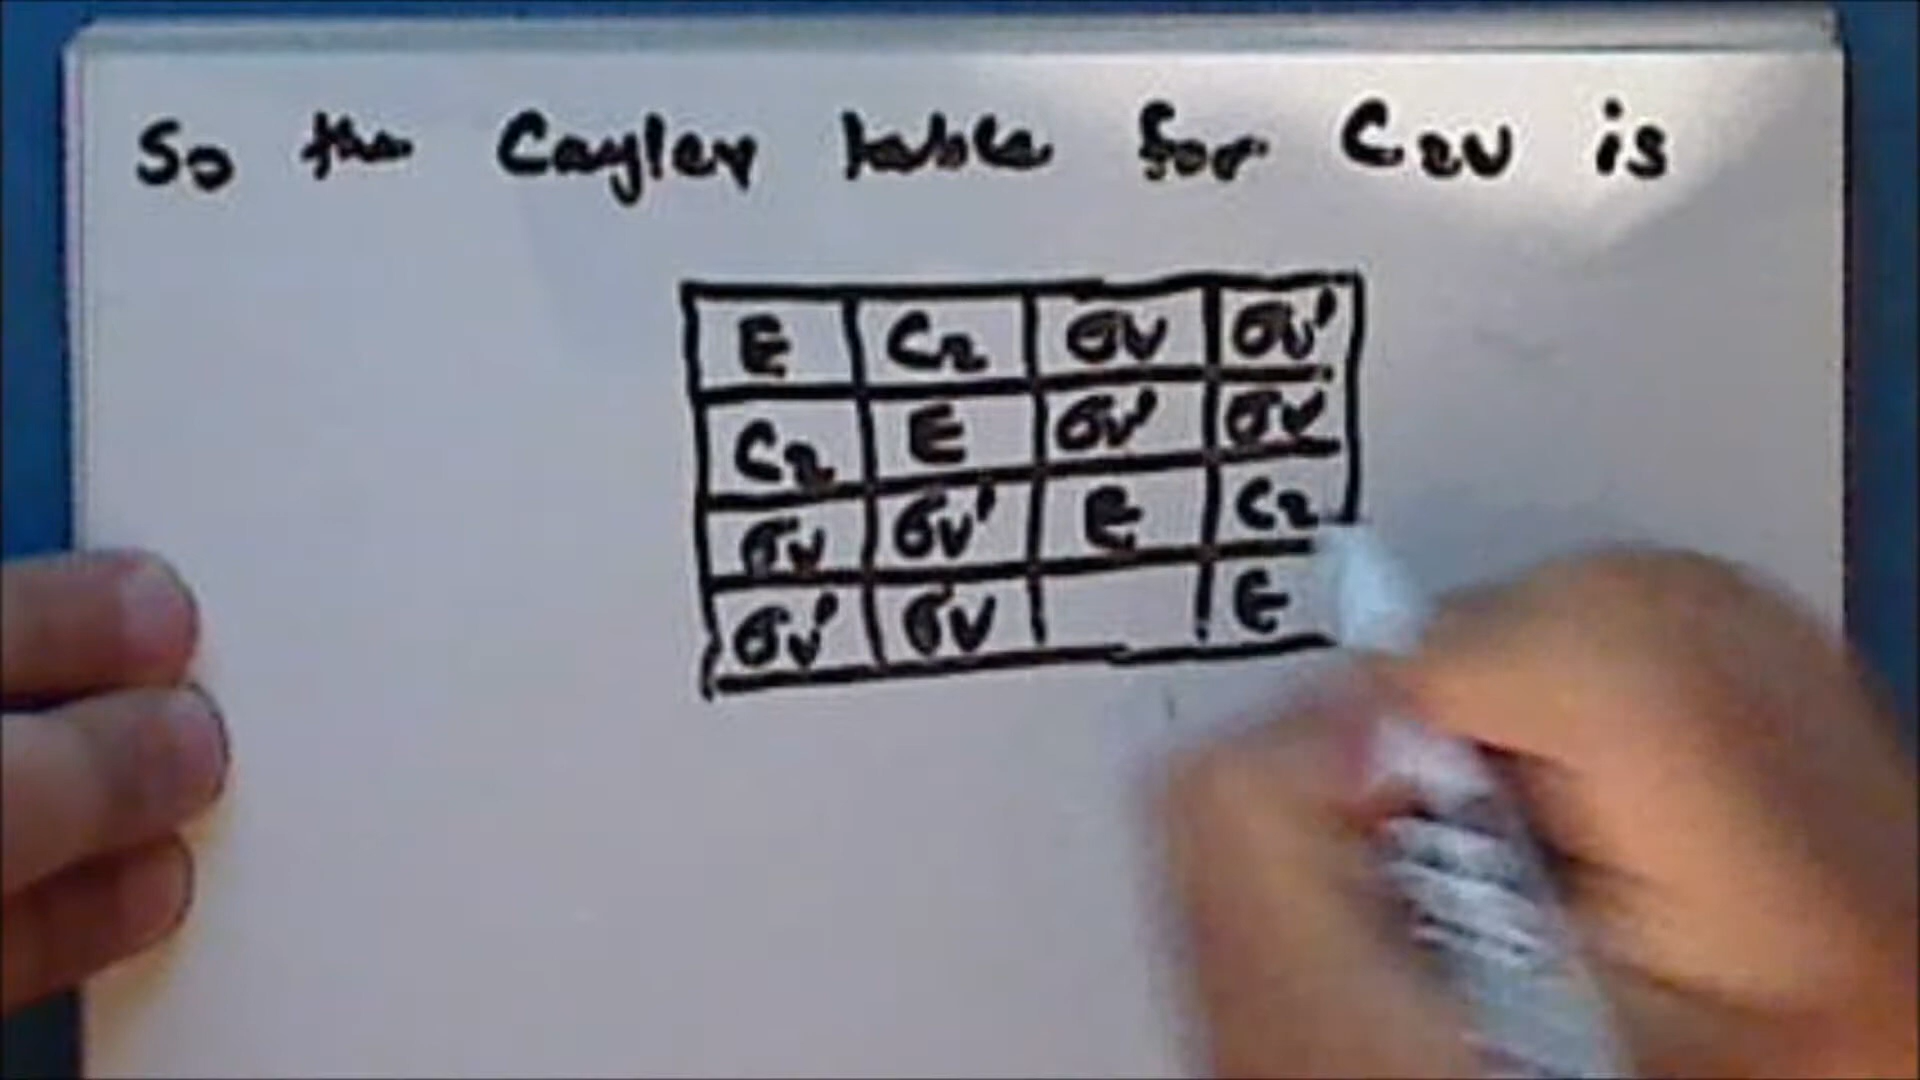 So the Cayley table for C2v is
E C2 σv σv'
C2 E σv' σv
σv σv' E C2
σv' σv E